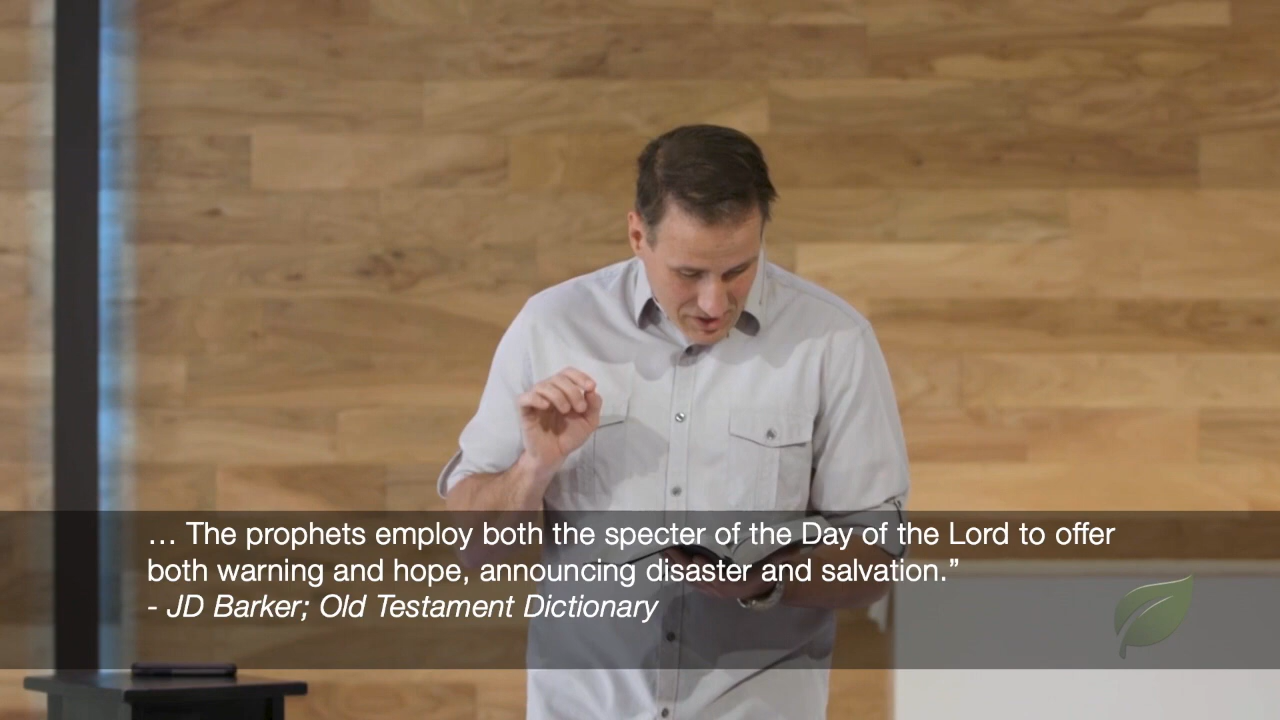 … The prophets employ both the specter of the Day of the Lord to offer
both warning and hope, announcing disaster and salvation.”
- JD Barker; Old Testament Dictionary